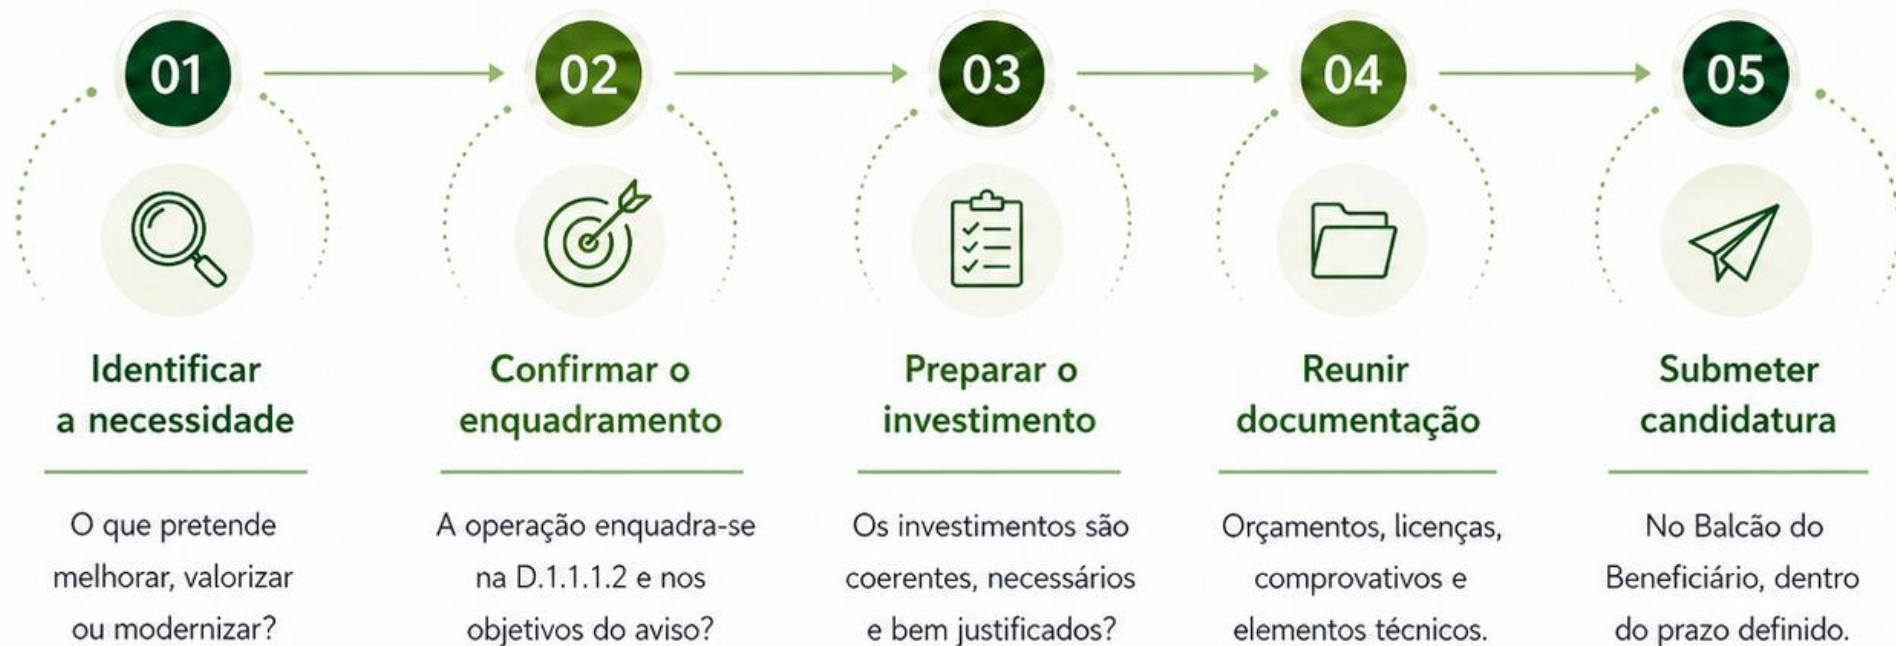 01
Identificar
a necessidade
O que pretende
melhorar, valorizar
ou modernizar?
02
Confirmar o
enquadramento
A operação enquadra-se
na D.1.1.1.2 e nos
objetivos do aviso?
03
Preparar o
investimento
Os investimentos são
coerentes, necessários
e bem justificados?
04
Reunir
documentação
Orçamentos, licenças,
comprovativos e
elementos técnicos.
05
Submeter
candidatura
No Balcão do
Beneficiário, dentro
do prazo definido.